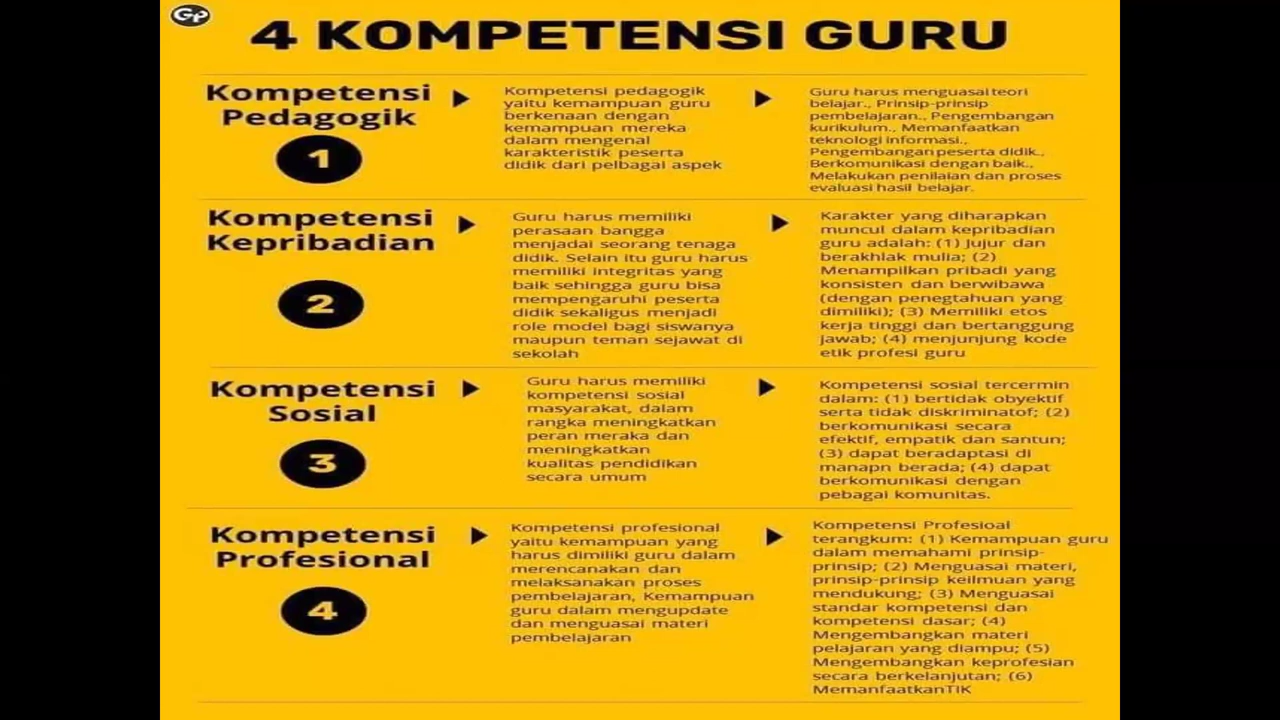 GP
4 KOMPETENSI GURU
Kompetensi
Pedagogik
1
Kompetensi pedagogik
yaitu kemampuan guru
berkenaan dengan
kemampuan mereka
dalam mengenal
karakteristik peserta
didik dari pelbagai aspek
Guru harus menguasai teori
belajar., Prinsip-prinsip
pembelajaran., Pengembangan
kurikulum., Memanfaatkan
teknologi informasi.,
Pengembangan peserta didik.,
Berkomunikasi dengan baik.,
Melakukan penilaian dan proses
evaluasi hasil belajar.
Kompetensi
Kepribadian
2
Guru harus memiliki
perasaan bangga
menjadai seorang tenaga
didik. Selain itu guru harus
memiliki integritas yang
baik sehingga guru bisa
mempengaruhi peserta
didik sekaligus menjadi
role model bagi siswanya
maupun teman sejawat di
sekolah
Karakter yang diharapkan
muncul dalam kepribadian
guru adalah: (1) Jujur dan
berakhlak mulia; (2)
Menampilkan pribadi yang
konsisten dan berwibawa
(dengan penegtahuan yang
dimiliki); (3) Memiliki etos
kerja tinggi dan bertanggung
jawab; (4) menjunjung kode
etik profesi guru
Kompetensi
Sosial
3
Guru harus memiliki
kompetensi sosial
masyarakat, dalam
rangka meningkatkan
peran meraka dan
meningkatkan
kualitas pendidikan
secara umum
Kompetensi sosial tercermin
dalam: (1) bertidak obyektif
serta tidak diskriminatof; (2)
berkomunikasi secara
efektif, empatik dan santun;
(3) dapat beradaptasi di
manapn berada; (4) dapat
berkomunikasi dengan
pebagai komunitas.
Kompetensi
Profesional
4
Kompetensi profesional
yaitu kemampuan yang
harus dimiliki guru dalam
merencanakan dan
melaksanakan proses
pembelajaran, Kemampuan
guru dalam mengupdate
dan menguasai materi
pembelajaran
Kompetensi Profesioal
terangkum: (1) Kemampuan guru
dalam memahami prinsip-
prinsip; (2) Menguasai materi,
prinsip-prinsip keilmuan yang
mendukung; (3) Menguasai
standar kompetensi dan
kompetensi dasar; (4)
Mengembangkan materi
pelajaran yang diampu; (5)
Mengembangkan keprofesian
secara berkelanjutan; (6)
MemanfaatkanTIK